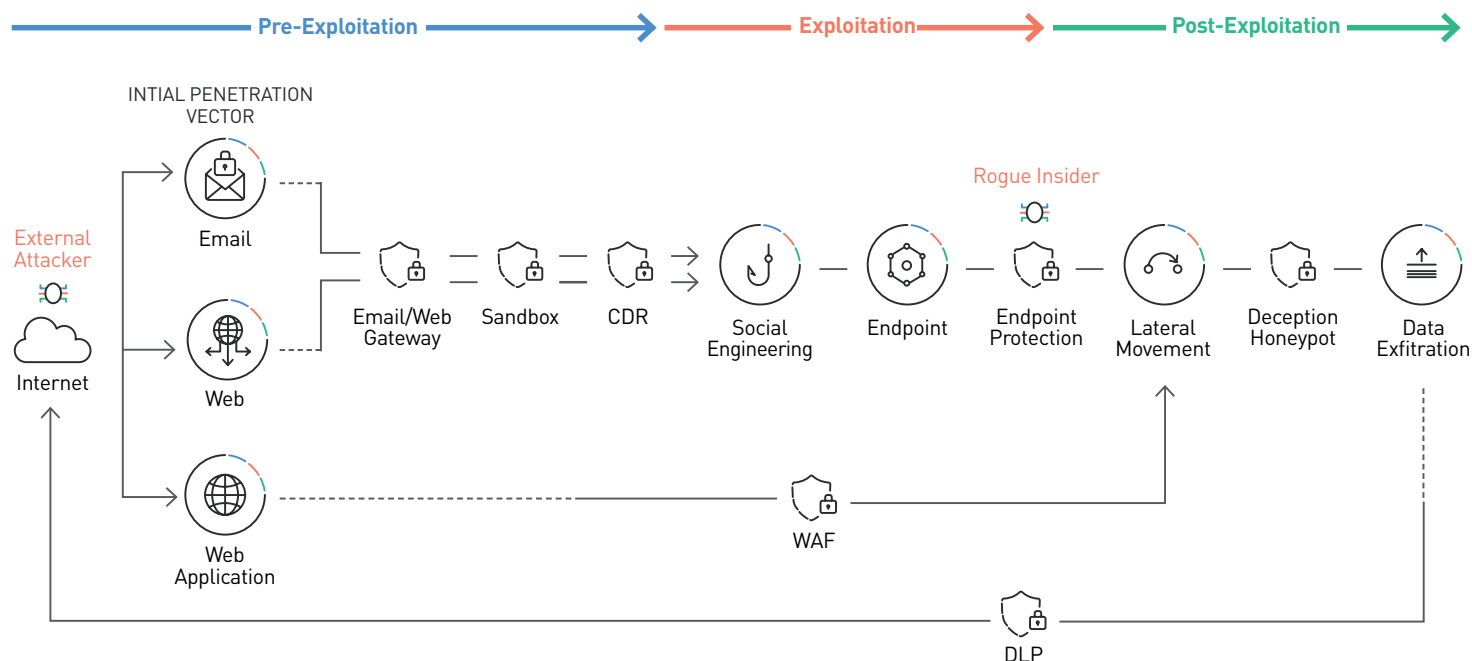 Pre-Exploitation
Exploitation
Post-Exploitation
INTIAL PENETRATION
VECTOR
Email
External
Attacker
Internet
Web
Web
Application
Email/Web
Gateway
Sandbox
CDR
Social
Engineering
Endpoint
Rogue Insider
Endpoint
Protection
Lateral
Movement
Deception
Honeypot
Data
Exfitration
WAF
DLP